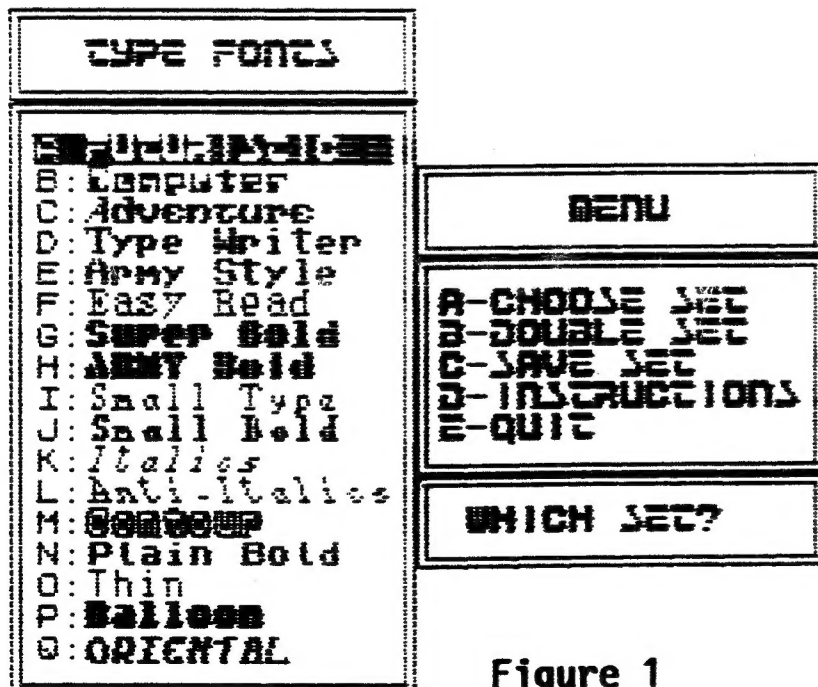 TYPE FONTS
B:Computer
C:Adventure
D:Type Writer
E:Army Style
F:Easy Read
G:Super Bold
H:ARMY Bold
I:Small Type
J:Small Bold
K:Italics
L:Anti-Italics
M:Contour
N:Plain Bold
O:Thin
P:Balloon
Q:ORIENTAL
MENU
A-CHOOSE SET
B-DOUBLE SET
C-SAVE SET
D-INSTRUCTIONS
E-QUIT
WHICH SET?
Figure 1